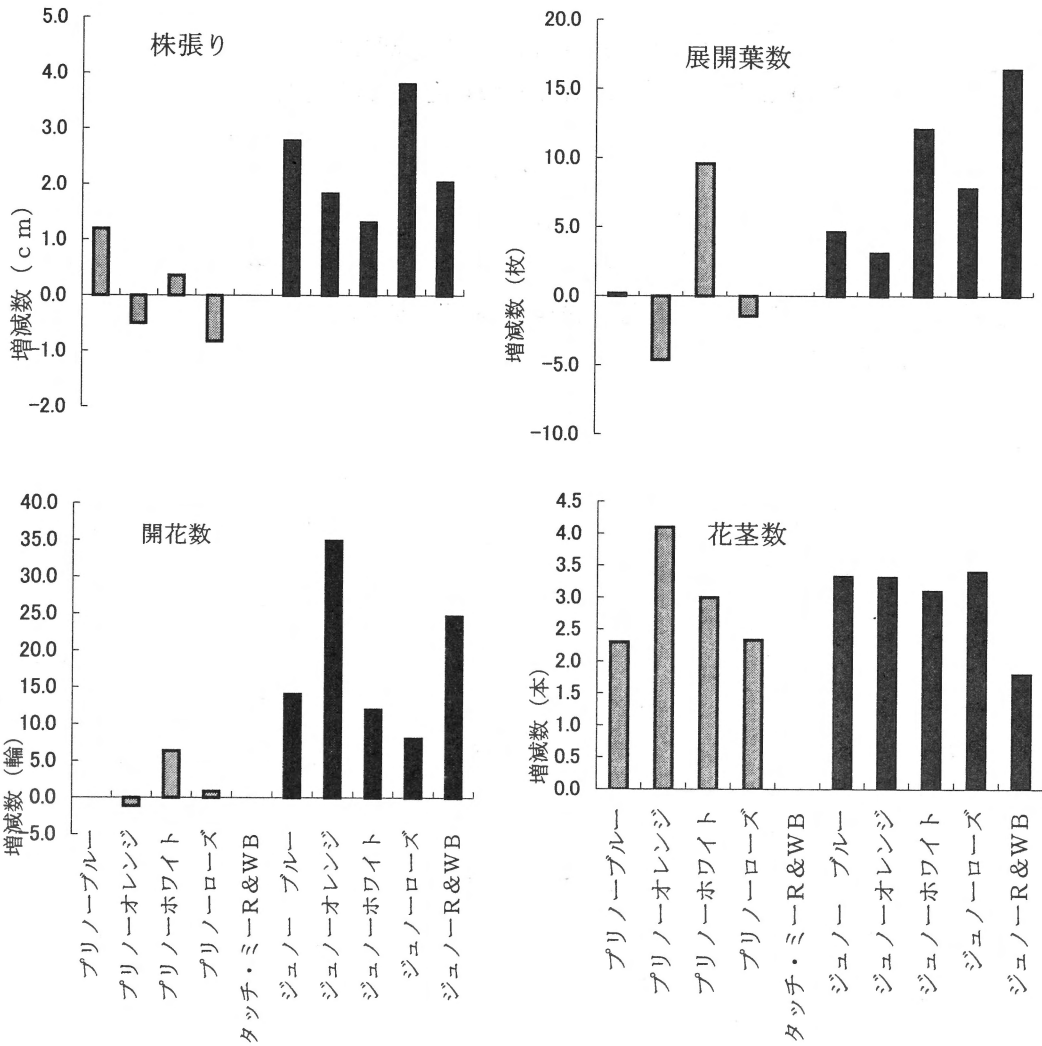 株張り
5.0
4.0
3.0
2.0
1.0
0.0
-1.0
-2.0
増減数（ｃｍ）
展開葉数
20.0
15.0
10.0
5.0
0.0
-5.0
-10.0
増減数（枚）
開花数
40.0
35.0
30.0
25.0
20.0
15.0
10.0
5.0
0.0
-5.0
増減数（輪）
プリノーブルー
プリノーオレンジ
プリノーホワイト
プリノーローズ
タッチ・ミーR&WB
ジュノー　ブルー
ジュノーオレンジ
ジュノーホワイト
ジュノーローズ
ジュノーR&WB
花茎数
4.5
4.0
3.5
3.0
2.5
2.0
1.5
1.0
0.5
0.0
増減数（本）
プリノーブルー
プリノーオレンジ
プリノーホワイト
プリノーローズ
タッチ・ミーR&WB
ジュノー　ブルー
ジュノーオレンジ
ジュノーホワイト
ジュノーローズ
ジュノーR&WB